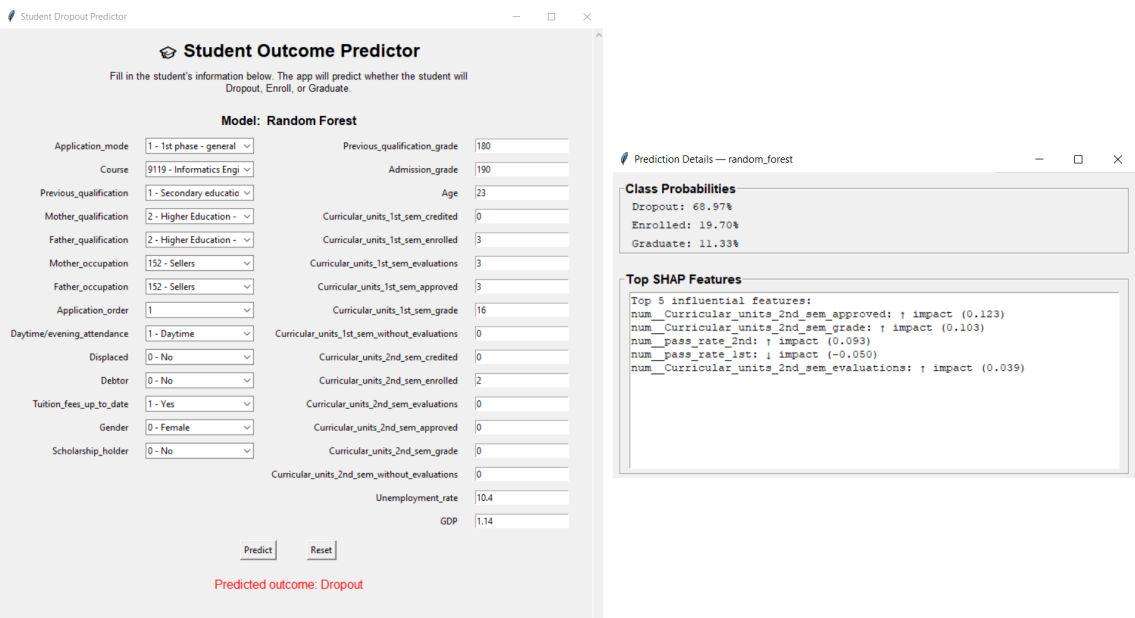 Student Dropout Predictor
Student Outcome Predictor
Fill in the student's information below. The app will predict whether the student will
Dropout, Enroll, or Graduate.
Model: Random Forest
Application_mode 1 - 1st phase - general
Course 9119 - Informatics Engi
Previous_qualification 1 - Secondary educatio
Mother_qualification 2 - Higher Education -
Father_qualification 2 - Higher Education -
Mother_occupation 152 - Sellers
Father_occupation 152 - Sellers
Application_order 1
Daytime/evening_attendance 1 - Daytime
Displaced 0 - No
Debtor 0 - No
Tuition_fees_up_to_date 1 - Yes
Gender 0 - Female
Scholarship_holder 0 - No
Previous_qualification_grade 180
Admission_grade 190
Age 23
Curricular_units_1st_sem_credited 0
Curricular_units_1st_sem_enrolled 3
Curricular_units_1st_sem_evaluations 3
Curricular_units_1st_sem_approved 3
Curricular_units_1st_sem_grade 16
Curricular_units_1st_sem_without_evaluations 0
Curricular_units_2nd_sem_credited 0
Curricular_units_2nd_sem_enrolled 2
Curricular_units_2nd_sem_evaluations 0
Curricular_units_2nd_sem_approved 0
Curricular_units_2nd_sem_grade 0
Curricular_units_2nd_sem_without_evaluations 0
Unemployment_rate 10.4
GDP 1.14
Predict Reset
Predicted outcome: Dropout
Prediction Details — random_forest
Class Probabilities
Dropout: 68.97%
Enrolled: 19.70%
Graduate: 11.33%
Top SHAP Features
Top 5 influential features:
num__Curricular_units_2nd_sem_approved: ↑ impact (0.123)
num__Curricular_units_2nd_sem_grade: ↑ impact (0.103)
num__pass_rate_2nd: ↑ impact (0.093)
num__pass_rate_1st: ↓ impact (-0.050)
num__Curricular_units_2nd_sem_evaluations: ↑ impact (0.039)